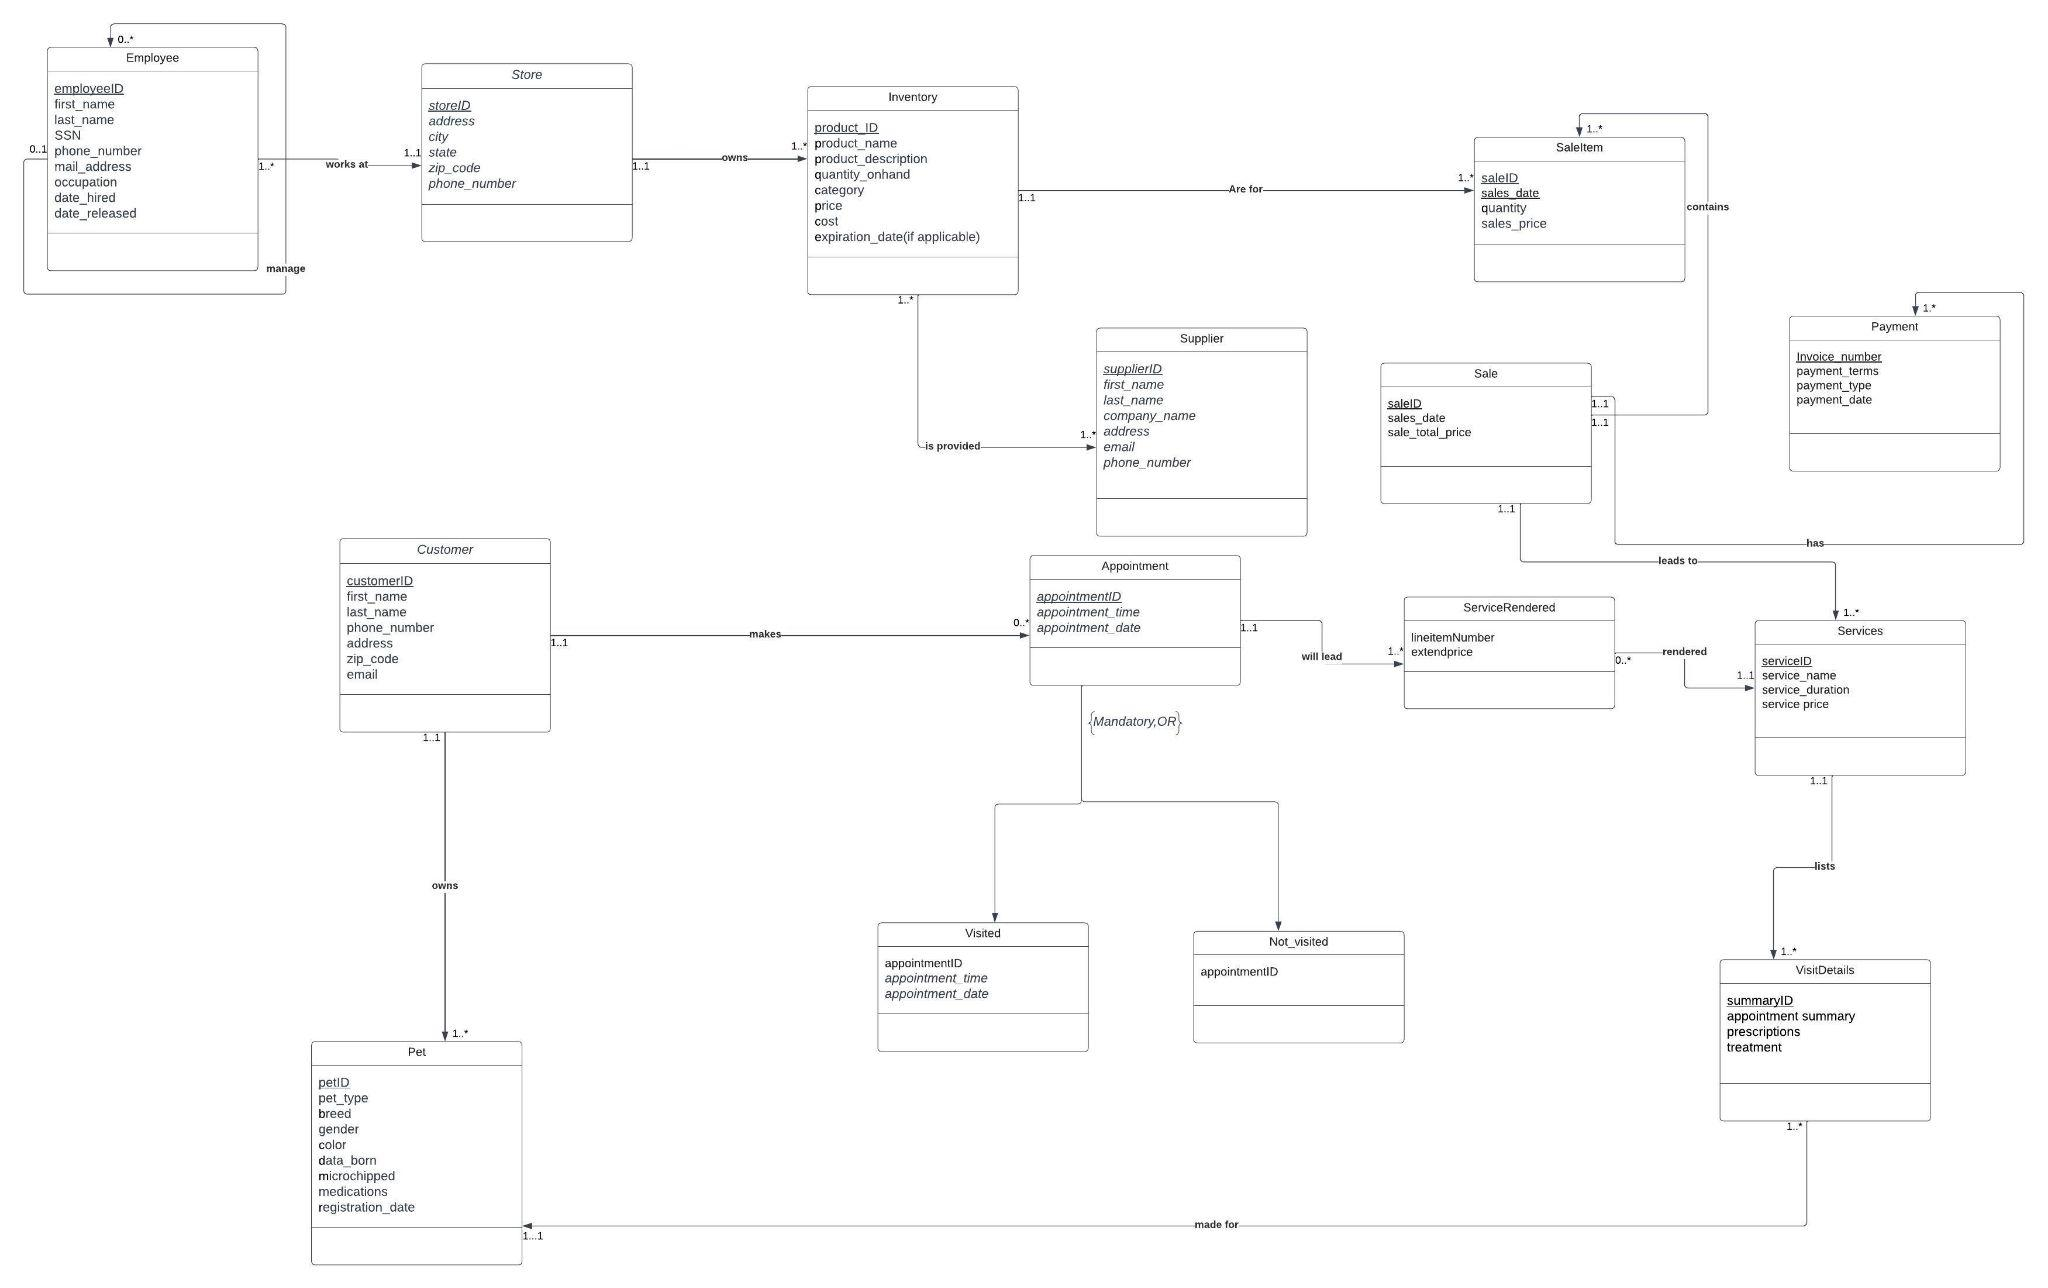 0..*
Employee
employeeID
first_name
last_name
SSN
phone_number
mail_address
occupation
date_hired
date_released
0..1
1..*
manage
works at
1..1
Store
storeID
address
city
state
zip_code
phone_number
1..1
owns
1..*
Inventory
product_ID
product_name
product_description
quantity_onhand
category
price
cost
expiration_date(if applicable)
1..1
Are for
1..*
1..*
SaleItem
saleID
sales_date
quantity
sales_price
contains
1..*
is provided
1..*
Supplier
supplierID
first_name
last_name
company_name
address
email
phone_number
Sale
saleID
sales_date
sale_total_price
1..1
1..1
1..1
1.*
Payment
Invoice_number
payment_terms
payment_type
payment_date
has
leads to
1..*
Customer
customerID
first_name
last_name
phone_number
address
zip_code
email
1..1
makes
0..*
Appointment
appointmentID
appointment_time
appointment_date
1..1
will lead
1..*
ServiceRendered
lineitemNumber
extendprice
0..*
rendered
1..1
Services
serviceID
service_name
service_duration
service price
1..1
{Mandatory,OR}
1..1
owns
lists
1..*
Visited
appointmentID
appointment_time
appointment_date
Not_visited
appointmentID
VisitDetails
summaryID
appointment summary
prescriptions
treatment
1..*
1..*
Pet
petID
pet_type
breed
gender
color
data_born
microchipped
medications
registration_date
made for
1...1